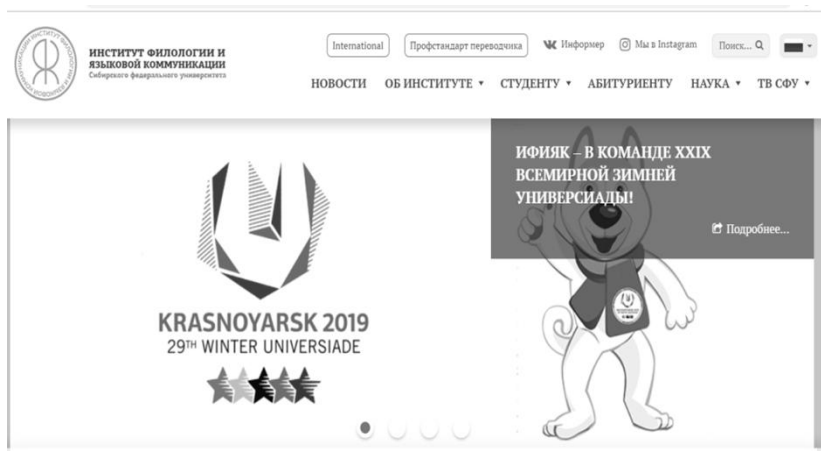 ИНСТИТУТ ФИЛОЛОГИИ И
ЯЗЫКОВОЙ КОММУНИКАЦИИ
Сибирского федерального университета
International
Профстандарт переводчика
Информер
Мы в Instagram
Поиск...
НОВОСТИ ОБ ИНСТИТУТЕ СТУДЕНТУ АБИТУРИЕНТУ НАУКА ТВ СФУ
ИФИЯК – В КОМАНДЕ XXIX
ВСЕМИРНОЙ ЗИМНЕЙ
УНИВЕРСИАДЫ!
Подробнее...
KRASNOYARSK 2019
29TH WINTER UNIVERSIADE